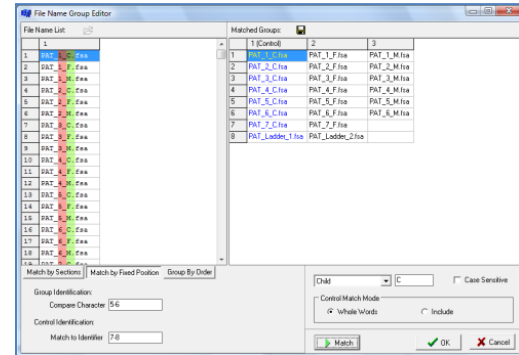 File Name Group Editor
File Name List:
Matched Groups:
1
1 PAT_1_C.fsa
2 PAT_1_F.fsa
3 PAT_1_M.fsa
4 PAT_2_C.fsa
5 PAT_2_F.fsa
6 PAT_2_M.fsa
7 PAT_3_C.fsa
8 PAT_3_F.fsa
9 PAT_3_M.fsa
10 PAT_4_C.fsa
11 PAT_4_F.fsa
12 PAT_4_M.fsa
13 PAT_5_C.fsa
14 PAT_5_F.fsa
15 PAT_5_M.fsa
16 PAT_6_C.fsa
17 PAT_6_F.fsa
18 PAT_6_M.fsa
1 (Control) 2 3
1 PAT_1_C.fsa PAT_1_F.fsa PAT_1_M.fsa
2 PAT_2_C.fsa PAT_2_F.fsa PAT_2_M.fsa
3 PAT_3_C.fsa PAT_3_F.fsa PAT_3_M.fsa
4 PAT_4_C.fsa PAT_4_F.fsa PAT_4_M.fsa
5 PAT_5_C.fsa PAT_5_F.fsa PAT_5_M.fsa
6 PAT_6_C.fsa PAT_6_F.fsa PAT_6_M.fsa
7 PAT_7_C.fsa PAT_7_F.fsa
8 PAT_Ladder_1.fsa PAT_Ladder_2.fsa
Match by Sections Match by Fixed Position Group By Order
Group Identification:
Compare Character 5-6
Control Identification:
Match to Identifier 7-8
Child C Case Sensitive
Control Match Mode
Whole Words Include
Match OK Cancel